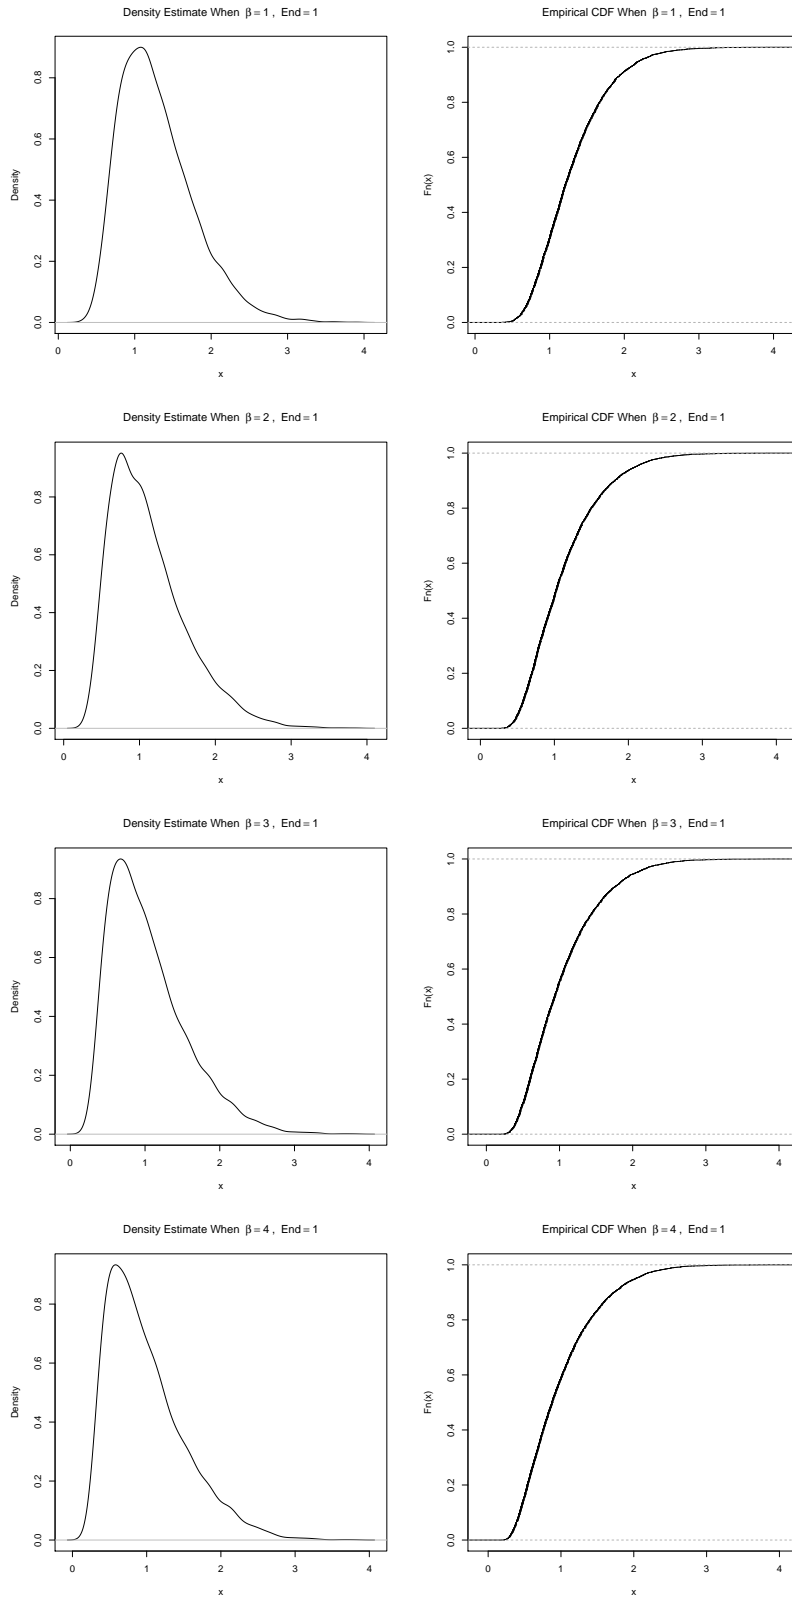 Density Estimate When β = 1 , End = 1
Density
0.0 0.2 0.4 0.6 0.8
0 1 2 3 4
x
Empirical CDF When β = 1 , End = 1
Fn(x)
0.0 0.2 0.4 0.6 0.8 1.0
0 1 2 3 4
x
Density Estimate When β = 2 , End = 1
Density
0.0 0.2 0.4 0.6 0.8
0 1 2 3 4
x
Empirical CDF When β = 2 , End = 1
Fn(x)
0.0 0.2 0.4 0.6 0.8 1.0
0 1 2 3 4
x
Density Estimate When β = 3 , End = 1
Density
0.0 0.2 0.4 0.6 0.8
0 1 2 3 4
x
Empirical CDF When β = 3 , End = 1
Fn(x)
0.0 0.2 0.4 0.6 0.8 1.0
0 1 2 3 4
x
Density Estimate When β = 4 , End = 1
Density
0.0 0.2 0.4 0.6 0.8
0 1 2 3 4
x
Empirical CDF When β = 4 , End = 1
Fn(x)
0.0 0.2 0.4 0.6 0.8 1.0
0 1 2 3 4
x